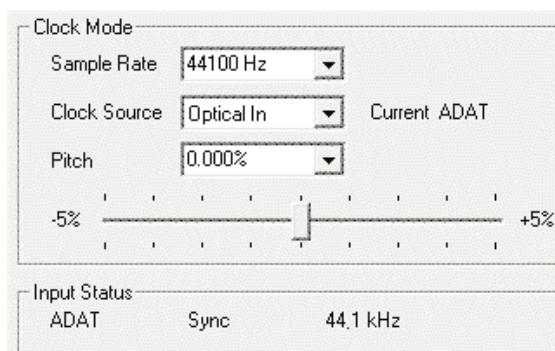 Clock Mode
Sample Rate 44100 Hz
Clock Source Optical In Current ADAT
Pitch 0.000%
-5% +5%
Input Status
ADAT Sync 44.1 kHz